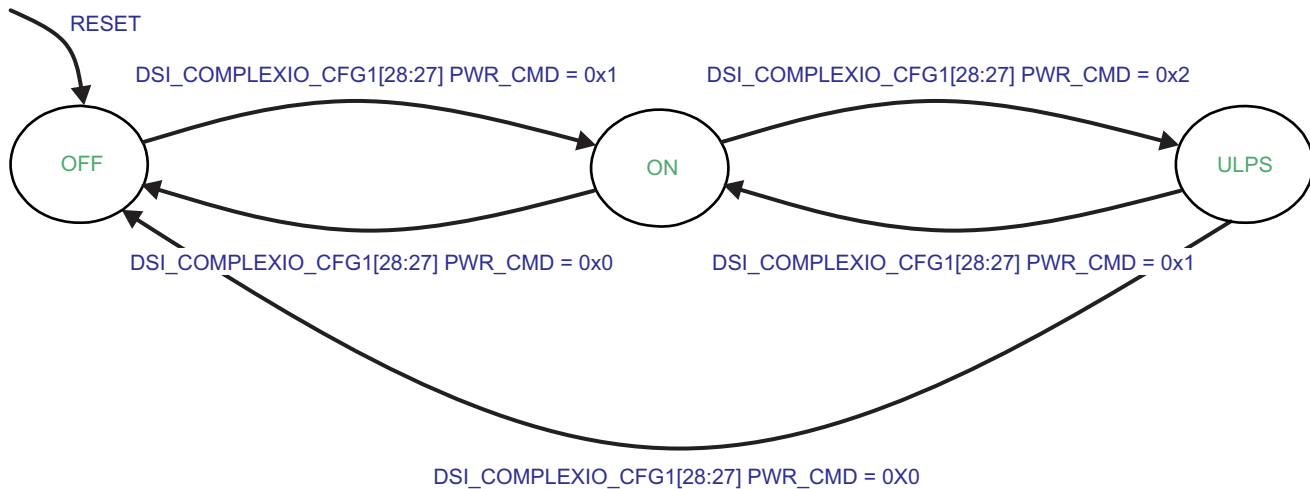 RESET
DSI_COMPLEXIO_CFG1[28:27] PWR_CMD = 0x1
DSI_COMPLEXIO_CFG1[28:27] PWR_CMD = 0x2
OFF
ON
ULPS
DSI_COMPLEXIO_CFG1[28:27] PWR_CMD = 0x0
DSI_COMPLEXIO_CFG1[28:27] PWR_CMD = 0x1
DSI_COMPLEXIO_CFG1[28:27] PWR_CMD = 0X0